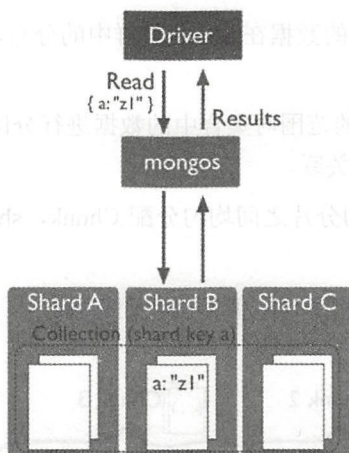 Driver
Read
{ a: "z1" }
Results
mongos
Shard A Shard B Shard C
Collection (shard key a)
a: "z1"